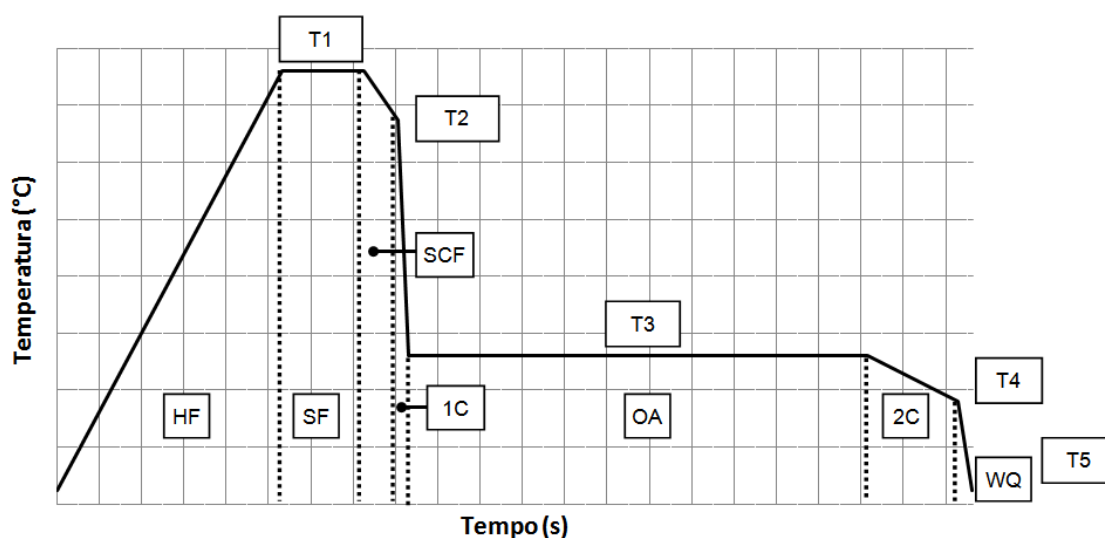 T1
T2
SCF
T3
T4
HF
SF
1C
OA
2C
T5
WQ
Temperatura (°C)
Tempo (s)